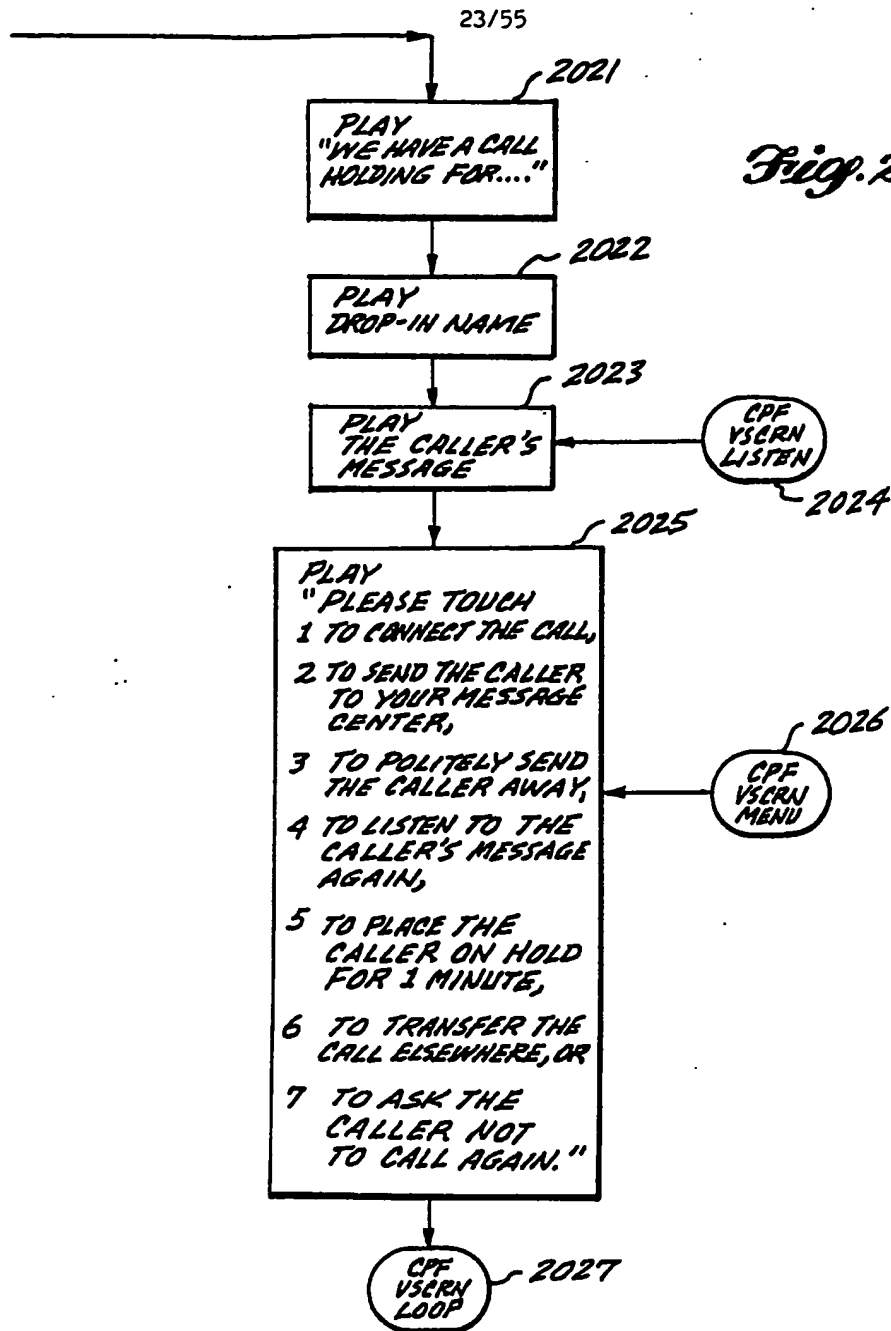 23/55
2021
PLAY
"WE HAVE A CALL
HOLDING FOR...."
Fig. 2
2022
PLAY
DROP-IN NAME
2023
PLAY
THE CALLER'S
MESSAGE
CPF
VSCRN
LISTEN
2024
2025
PLAY
"PLEASE TOUCH
1 TO CONNECT THE CALL,
2 TO SEND THE CALLER
TO YOUR MESSAGE
CENTER,
3 TO POLITELY SEND
THE CALLER AWAY,
4 TO LISTEN TO THE
CALLER'S MESSAGE
AGAIN,
5 TO PLACE THE
CALLER ON HOLD
FOR 1 MINUTE,
6 TO TRANSFER THE
CALL ELSEWHERE, OR
7 TO ASK THE
CALLER NOT
TO CALL AGAIN."
2026
CPF
VSCRN
MENU
CPF
VSCRN
LOOP
2027